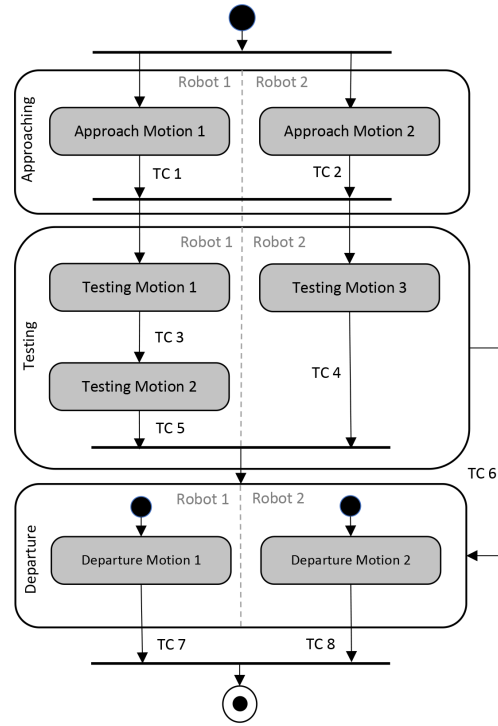 Approaching
Robot 1
Robot 2
Approach Motion 1
Approach Motion 2
TC 1
TC 2
Testing
Robot 1
Robot 2
Testing Motion 1
Testing Motion 3
TC 3
TC 4
Testing Motion 2
TC 5
TC 6
Departure
Robot 1
Robot 2
Departure Motion 1
Departure Motion 2
TC 7
TC 8